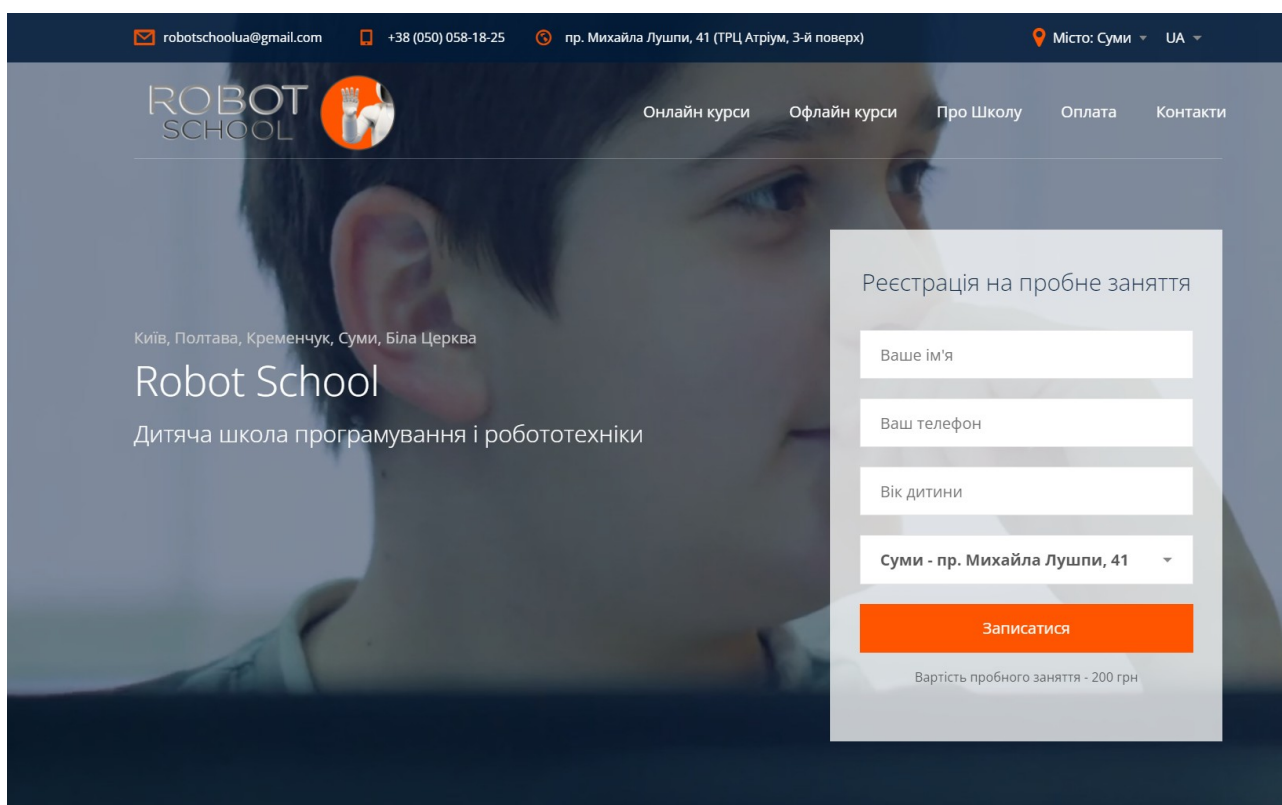 robotschoolua@gmail.com +38 (050) 058-18-25 пр. Михайла Лушпи, 41 (ТРЦ Атріум, 3-й поверх) Місто: Суми UA
ROBOT
SCHOOL
Онлайн курси Офлайн курси Про Школу Оплата Контакти
Київ, Полтава, Кременчук, Суми, Біла Церква
Robot School
Дитяча школа програмування і робототехніки
Реєстрація на пробне заняття
Ваше ім'я
Ваш телефон
Вік дитини
Суми - пр. Михайла Лушпи, 41
Записатися
Вартість пробного заняття - 200 грн